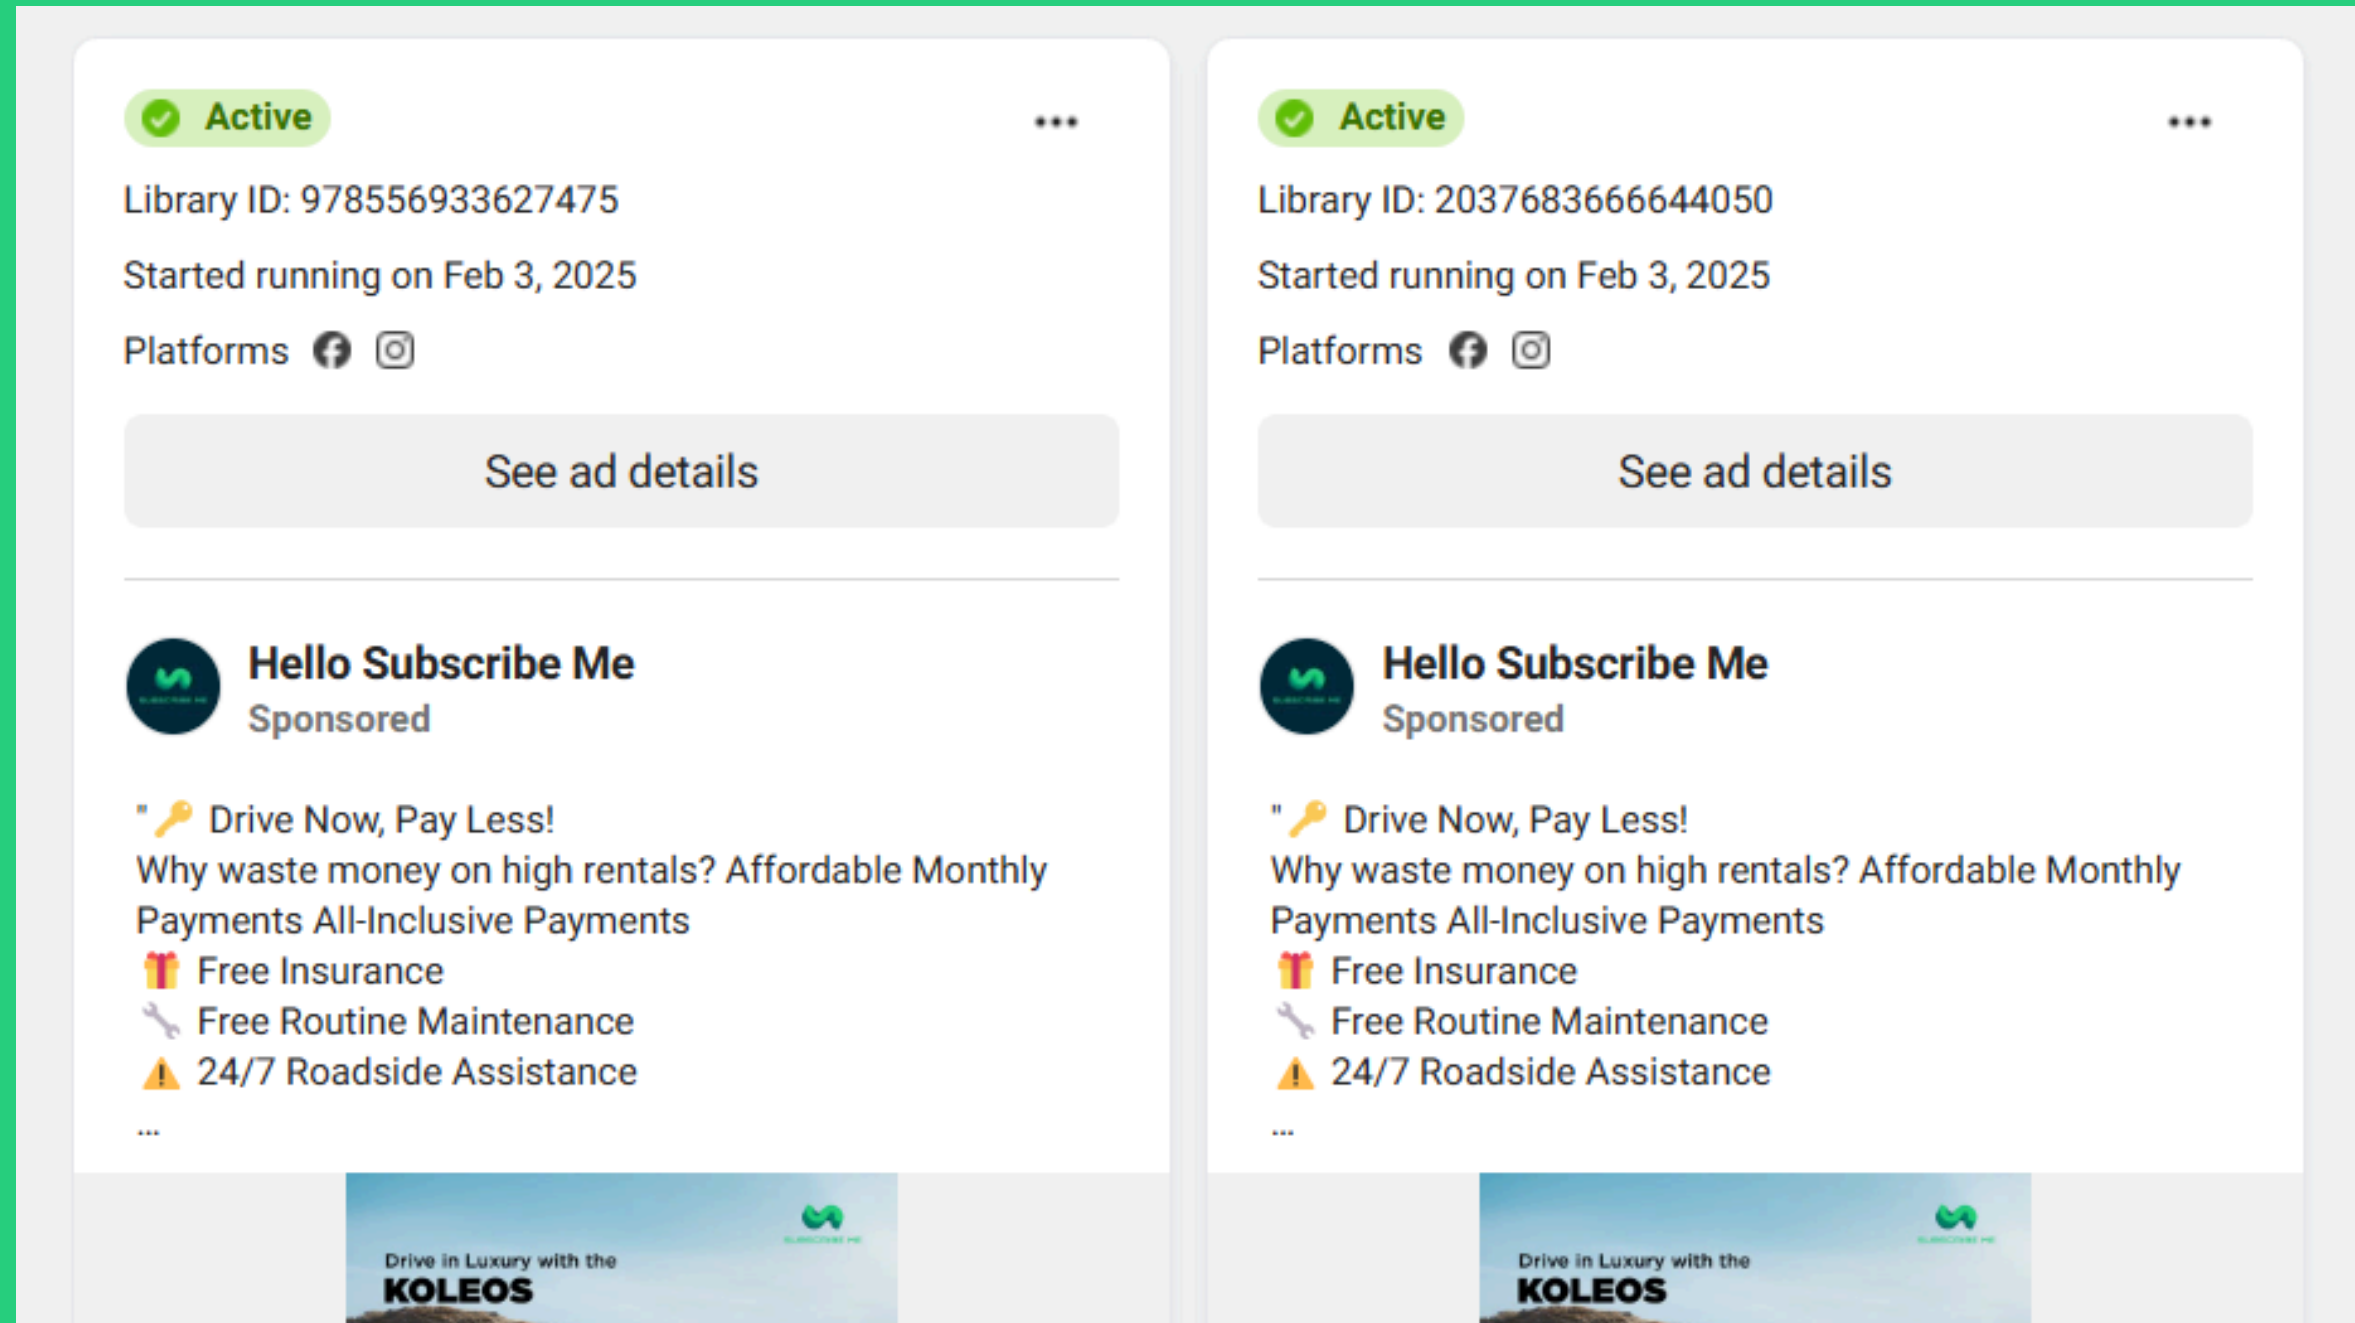 Active
Library ID: 978556933627475
Started running on Feb 3, 2025
Platforms
See ad details
Hello Subscribe Me
Sponsored
"🔑 Drive Now, Pay Less!
Why waste money on high rentals? Affordable Monthly
Payments All-Inclusive Payments
🎁 Free Insurance
🔧 Free Routine Maintenance
⚠️ 24/7 Roadside Assistance
...
SUBSCRIBE ME
Drive in Luxury with the
KOLEOS
Active
Library ID: 2037683666644050
Started running on Feb 3, 2025
Platforms
See ad details
Hello Subscribe Me
Sponsored
"🔑 Drive Now, Pay Less!
Why waste money on high rentals? Affordable Monthly
Payments All-Inclusive Payments
🎁 Free Insurance
🔧 Free Routine Maintenance
⚠️ 24/7 Roadside Assistance
...
SUBSCRIBE ME
Drive in Luxury with the
KOLEOS